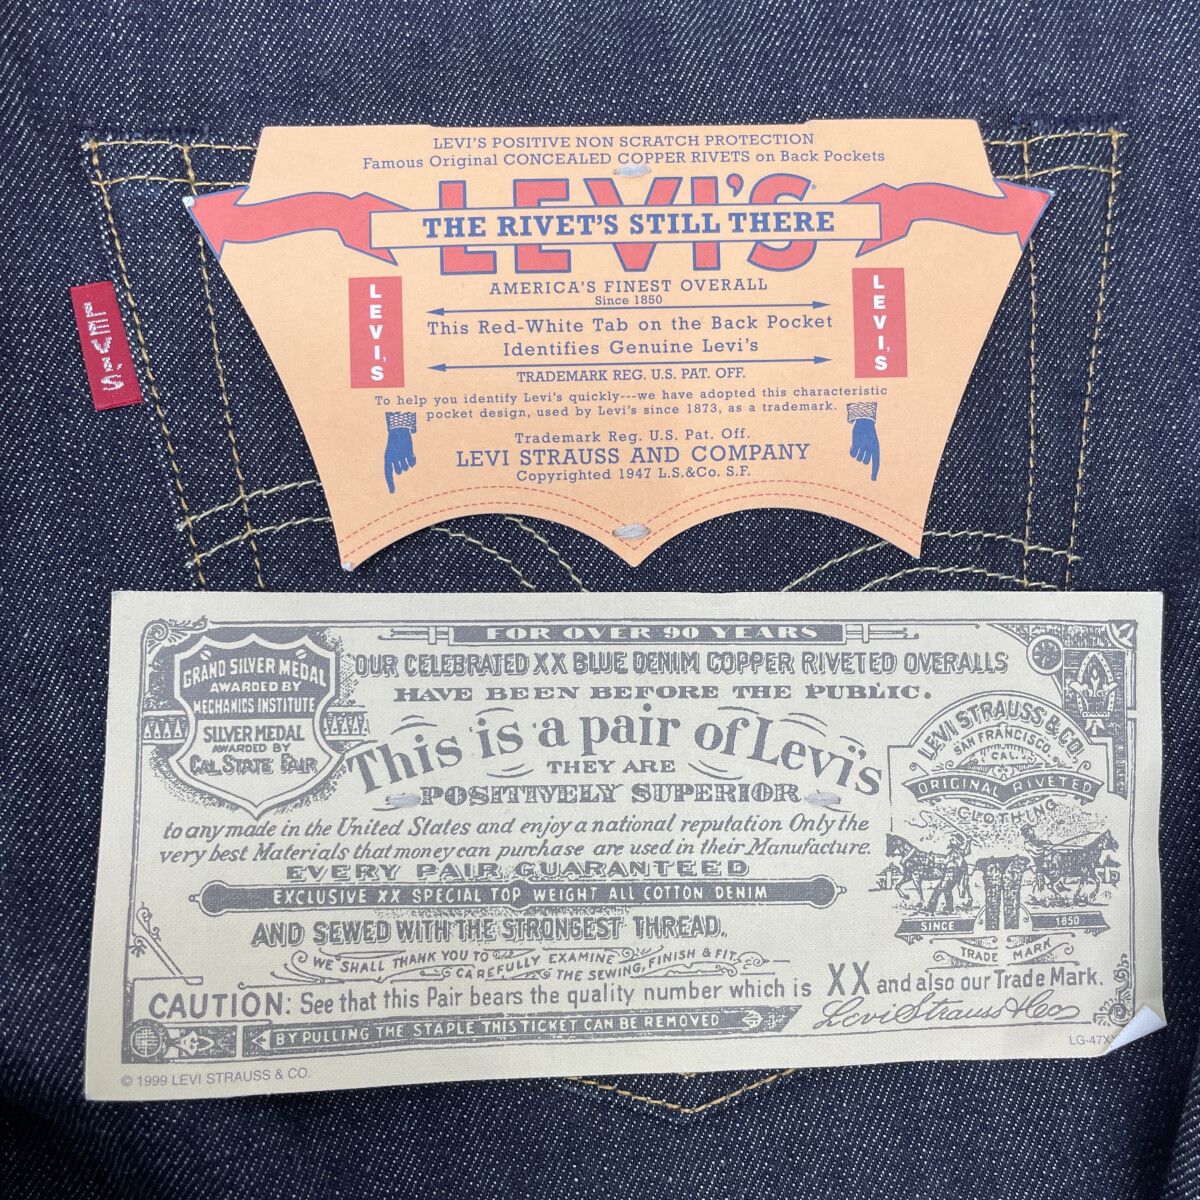 LEVI'S POSITIVE NON SCRATCH PROTECTION
Famous Original CONCEALED COPPER RIVETS on Back Pockets
LEVI'S®
THE RIVET'S STILL THERE
AMERICA'S FINEST OVERALL
Since 1850
LEVI'S
This Red-White Tab on the Back Pocket
Identifies Genuine Levi's
LEVI'S
TRADEMARK REG. U.S. PAT. OFF.
To help you identify Levi's quickly---we have adopted this characteristic
pocket design, used by Levi's since 1873, as a trademark.
Trademark Reg. U.S. Pat. Off.
LEVI STRAUSS AND COMPANY
Copyrighted 1947 L.S.&Co. S.F.
LEVI'S
FOR OVER 90 YEARS
OUR CELEBRATED XX BLUE DENIM COPPER RIVETED OVERALLS
HAVE BEEN BEFORE THE PUBLIC.
GRAND SILVER MEDAL
AWARDED BY
MECHANICS INSTITUTE
SILVER MEDAL
AWARDED BY
CAL. STATE FAIR
This is a pair of Levi's
THEY ARE
POSITIVELY SUPERIOR
to any made in the United States and enjoy a national reputation Only the
very best Materials that money can purchase are used in their Manufacture.
EVERY PAIR GUARANTEED
EXCLUSIVE XX SPECIAL TOP WEIGHT ALL COTTON DENIM
AND SEWED WITH THE STRONGEST THREAD.
WE SHALL THANK YOU TO CAREFULLY EXAMINE
THE SEWING, FINISH & FIT
LEVI STRAUSS & CO.
SAN FRANCISCO,
CAL.
ORIGINAL RIVETED
CLOTHING
SINCE 1850
TRADE MARK
CAUTION: See that this Pair bears the quality number which is XX and also our Trade Mark.
Levi Strauss & Co
BY PULLING THE STAPLE THIS TICKET CAN BE REMOVED
© 1999 LEVI STRAUSS & CO.